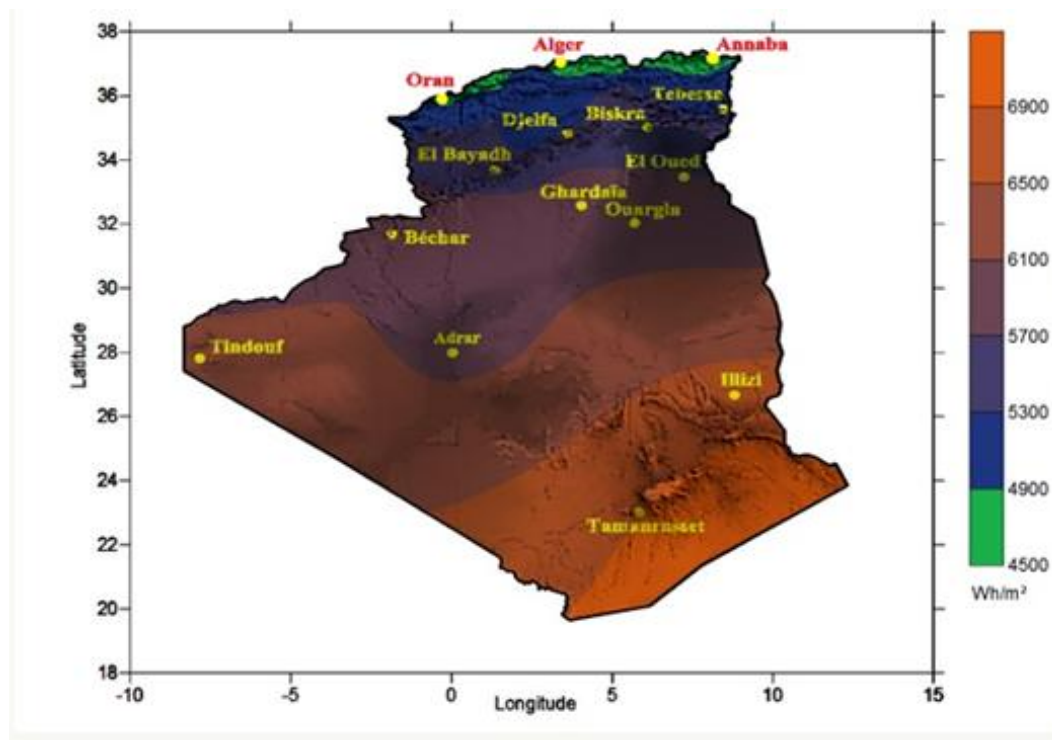 38
36
34
32
30
28
26
24
22
20
18
Latitude
-10
-5
0
5
10
15
Longitude
Alger
Annaba
Oran
Tebessa
Biskra
Djelfa
El Bayadh
El Oued
Ghardaïa
Ouargla
Béchar
Adrar
Tindouf
Illizi
Tamanrasset
6900
6500
6100
5700
5300
4900
4500
Wh/m²